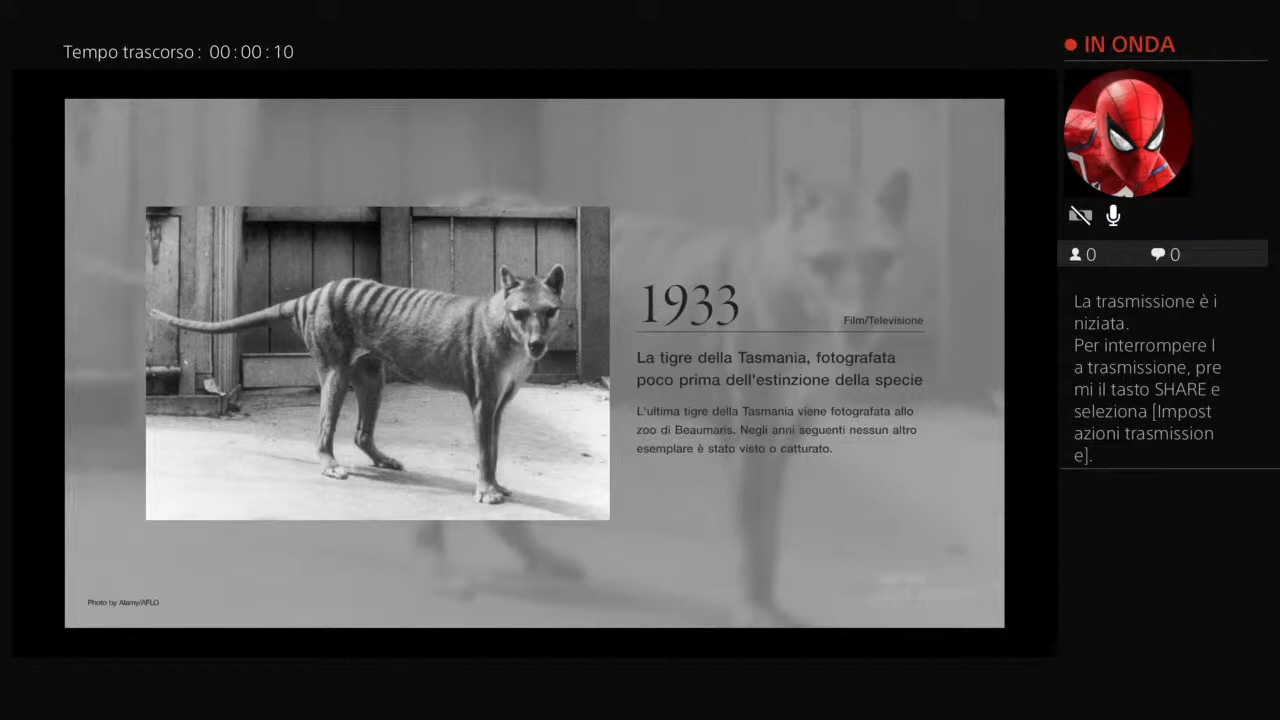 Tempo trascorso: 00:00:10
IN ONDA
0 0
1933
Film/Televisione
La tigre della Tasmania, fotografata
poco prima dell'estinzione della specie
L'ultima tigre della Tasmania viene fotografata allo
zoo di Beaumaris. Negli anni seguenti nessun altro
esemplare è stato visto o catturato.
Photo by Alamy/AFLO
La trasmissione è i
niziata.
Per interrompere l
a trasmissione, pre
mi il tasto SHARE e
seleziona [Impost
azioni trasmission
e].